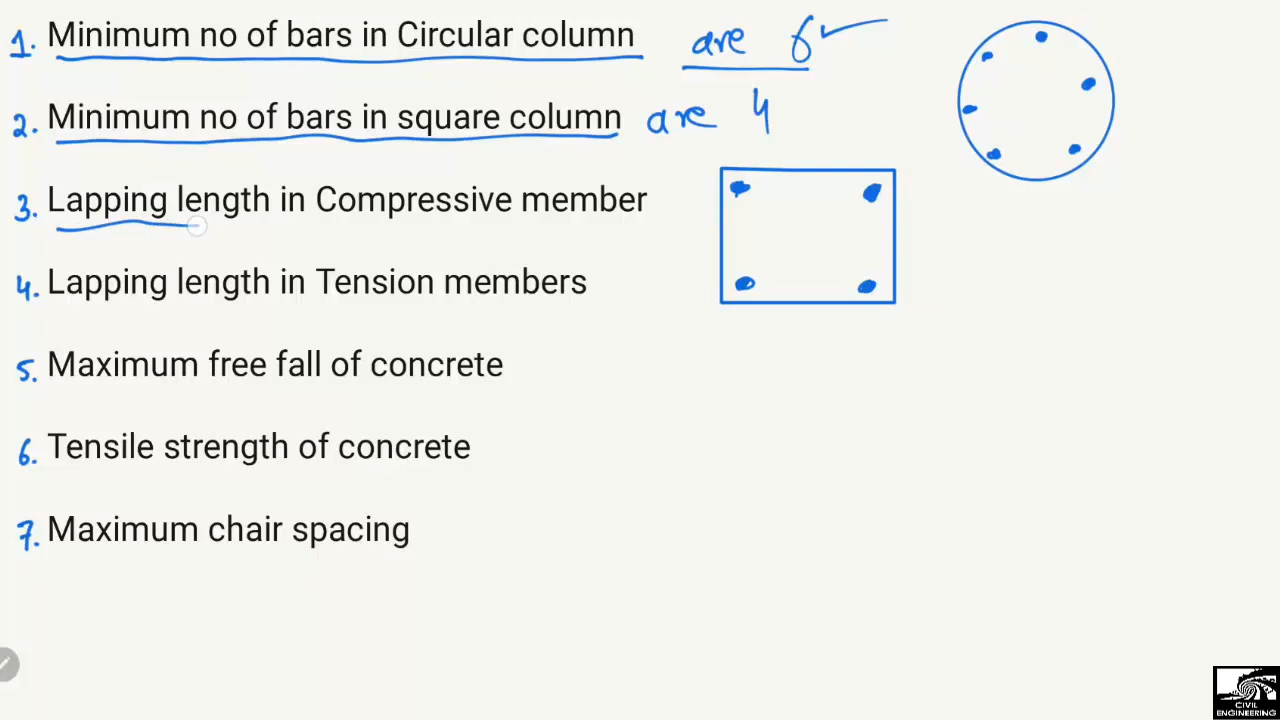 1. Minimum no of bars in Circular column are 6
2. Minimum no of bars in square column are 4
3. Lapping length in Compressive member
4. Lapping length in Tension members
5. Maximum free fall of concrete
6. Tensile strength of concrete
7. Maximum chair spacing
CIVIL
ENGINEERING